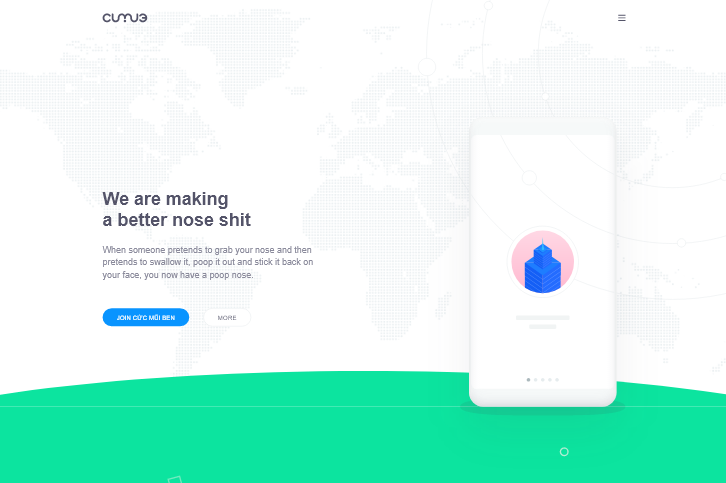 cumue
We are making
a better nose shit
When someone pretends to grab your nose and then
pretends to swallow it, poop it out and stick it back on
your face, you now have a poop nose.
JOIN CỨC MŨI BEN
MORE